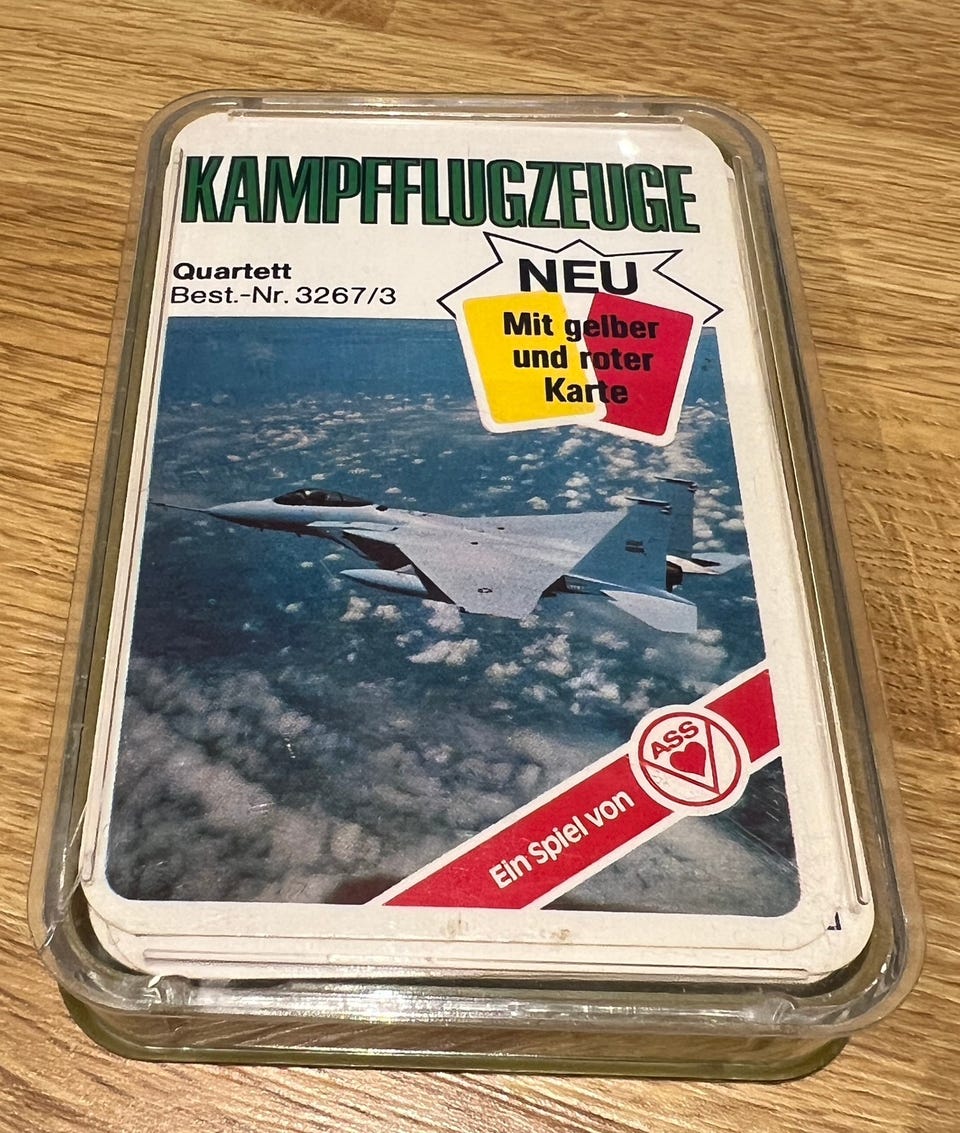 KAMPFFLUGZEUGE
Quartett
Best.-Nr. 3267/3
NEU
Mit gelber
und roter
Karte
Ein Spiel von
ASS